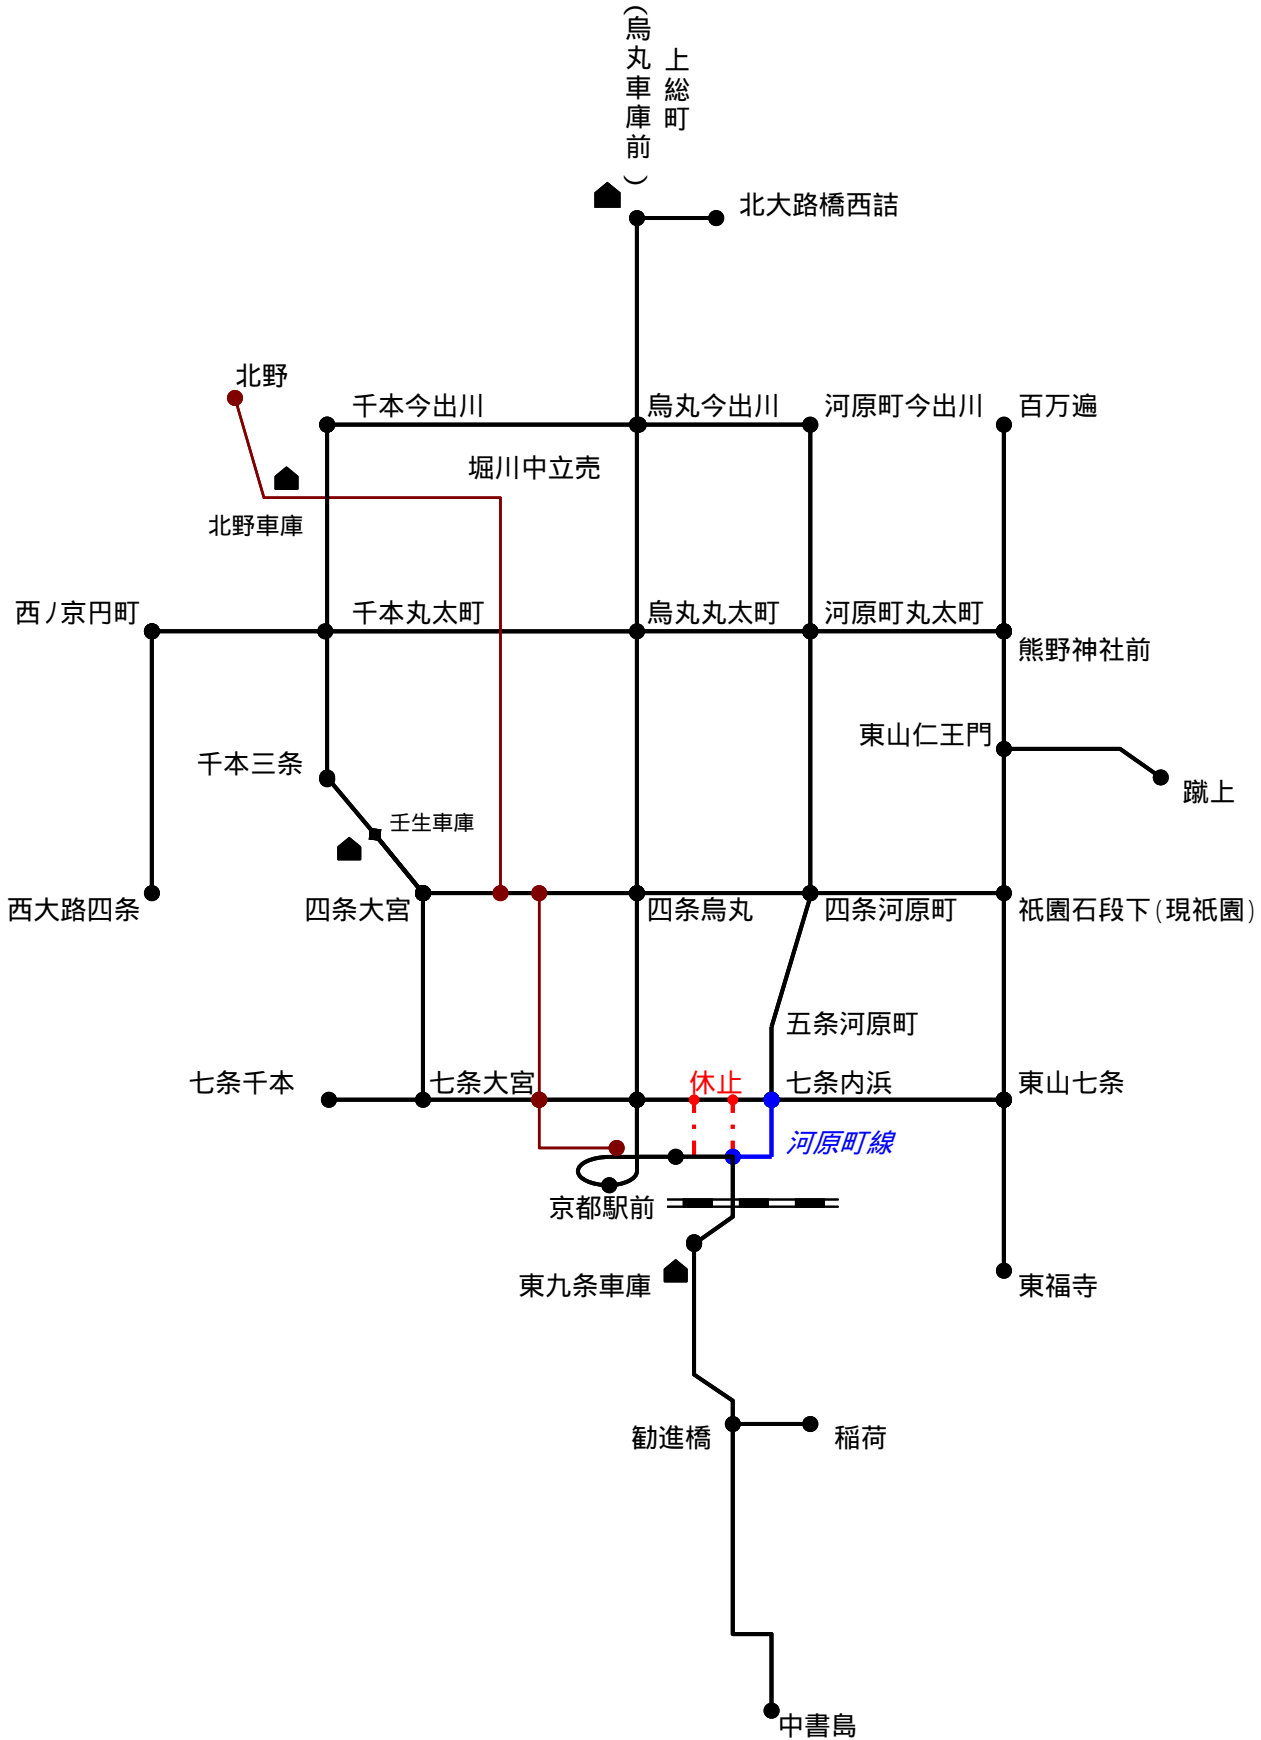 上総町
(烏丸車庫前)
北大路橋西詰
北野
千本今出川
烏丸今出川
河原町今出川
百万遍
堀川中立売
北野車庫
西ノ京円町
千本丸太町
烏丸丸太町
河原町丸太町
熊野神社前
東山仁王門
千本三条
蹴上
壬生車庫
西大路四条
四条大宮
四条烏丸
四条河原町
祇園石段下(現祇園)
五条河原町
七条千本
七条大宮
休止
七条内浜
東山七条
河原町線
京都駅前
東九条車庫
東福寺
勧進橋
稲荷
中書島